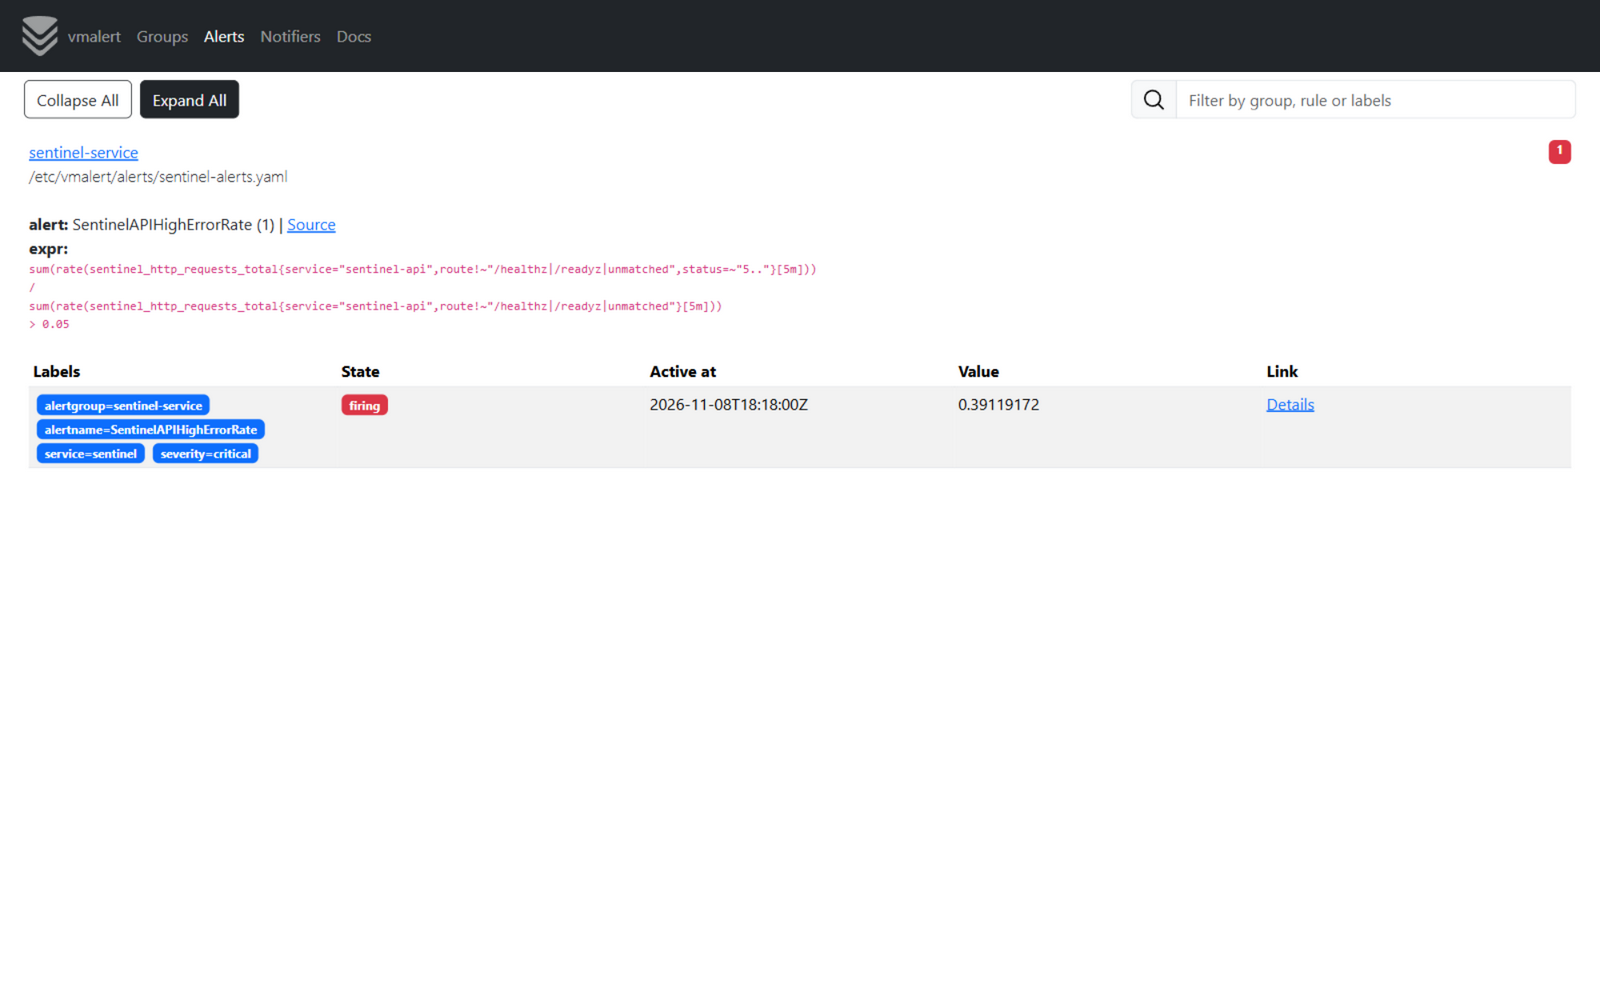 vmalert Groups Alerts Notifiers Docs
Collapse All Expand All Filter by group, rule or labels
sentinel-service 1
/etc/vmalert/alerts/sentinel-alerts.yaml
alert: SentinelAPIHighErrorRate (1) | Source
expr:
sum(rate(sentinel_http_requests_total{service="sentinel-api",route!~"/healthz|/readyz|unmatched",status=~"5.."}[5m]))
/
sum(rate(sentinel_http_requests_total{service="sentinel-api",route!~"/healthz|/readyz|unmatched"}[5m]))
> 0.05
Labels State Active at Value Link
alertgroup=sentinel-service firing 2026-11-08T18:18:00Z 0.39119172 Details
alertname=SentinelAPIHighErrorRate
service=sentinel severity=critical